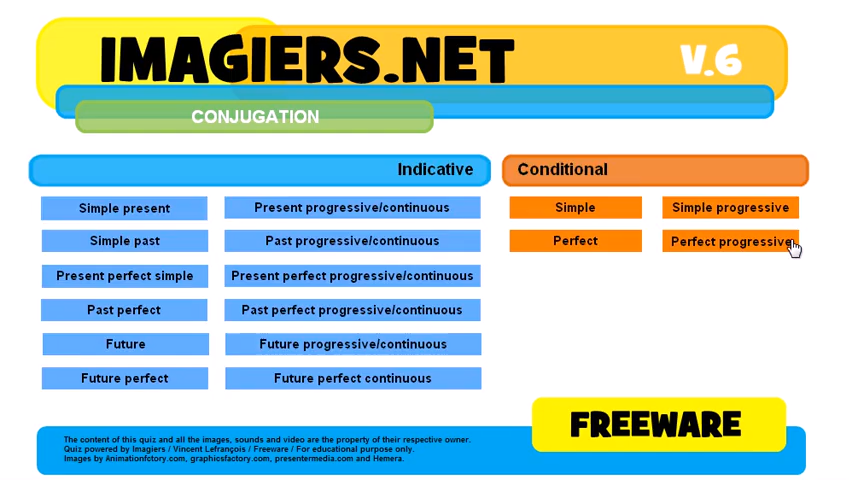 IMAGIERS.NET
V.6
CONJUGATION
Indicative
Conditional
Simple present
Present progressive/continuous
Simple
Simple progressive
Simple past
Past progressive/continuous
Perfect
Perfect progressive
Present perfect simple
Present perfect progressive/continuous
Past perfect
Past perfect progressive/continuous
Future
Future progressive/continuous
Future perfect
Future perfect continuous
FREEWARE
The content of this quiz and all the images, sounds and video are the property of their respective owner.
Quiz powered by Imagiers / Vincent Lefrançois / Freeware / For educational purpose only.
Images by Animationfotory.com, graphicsfactory.com, presentermedia.com and Hemera.